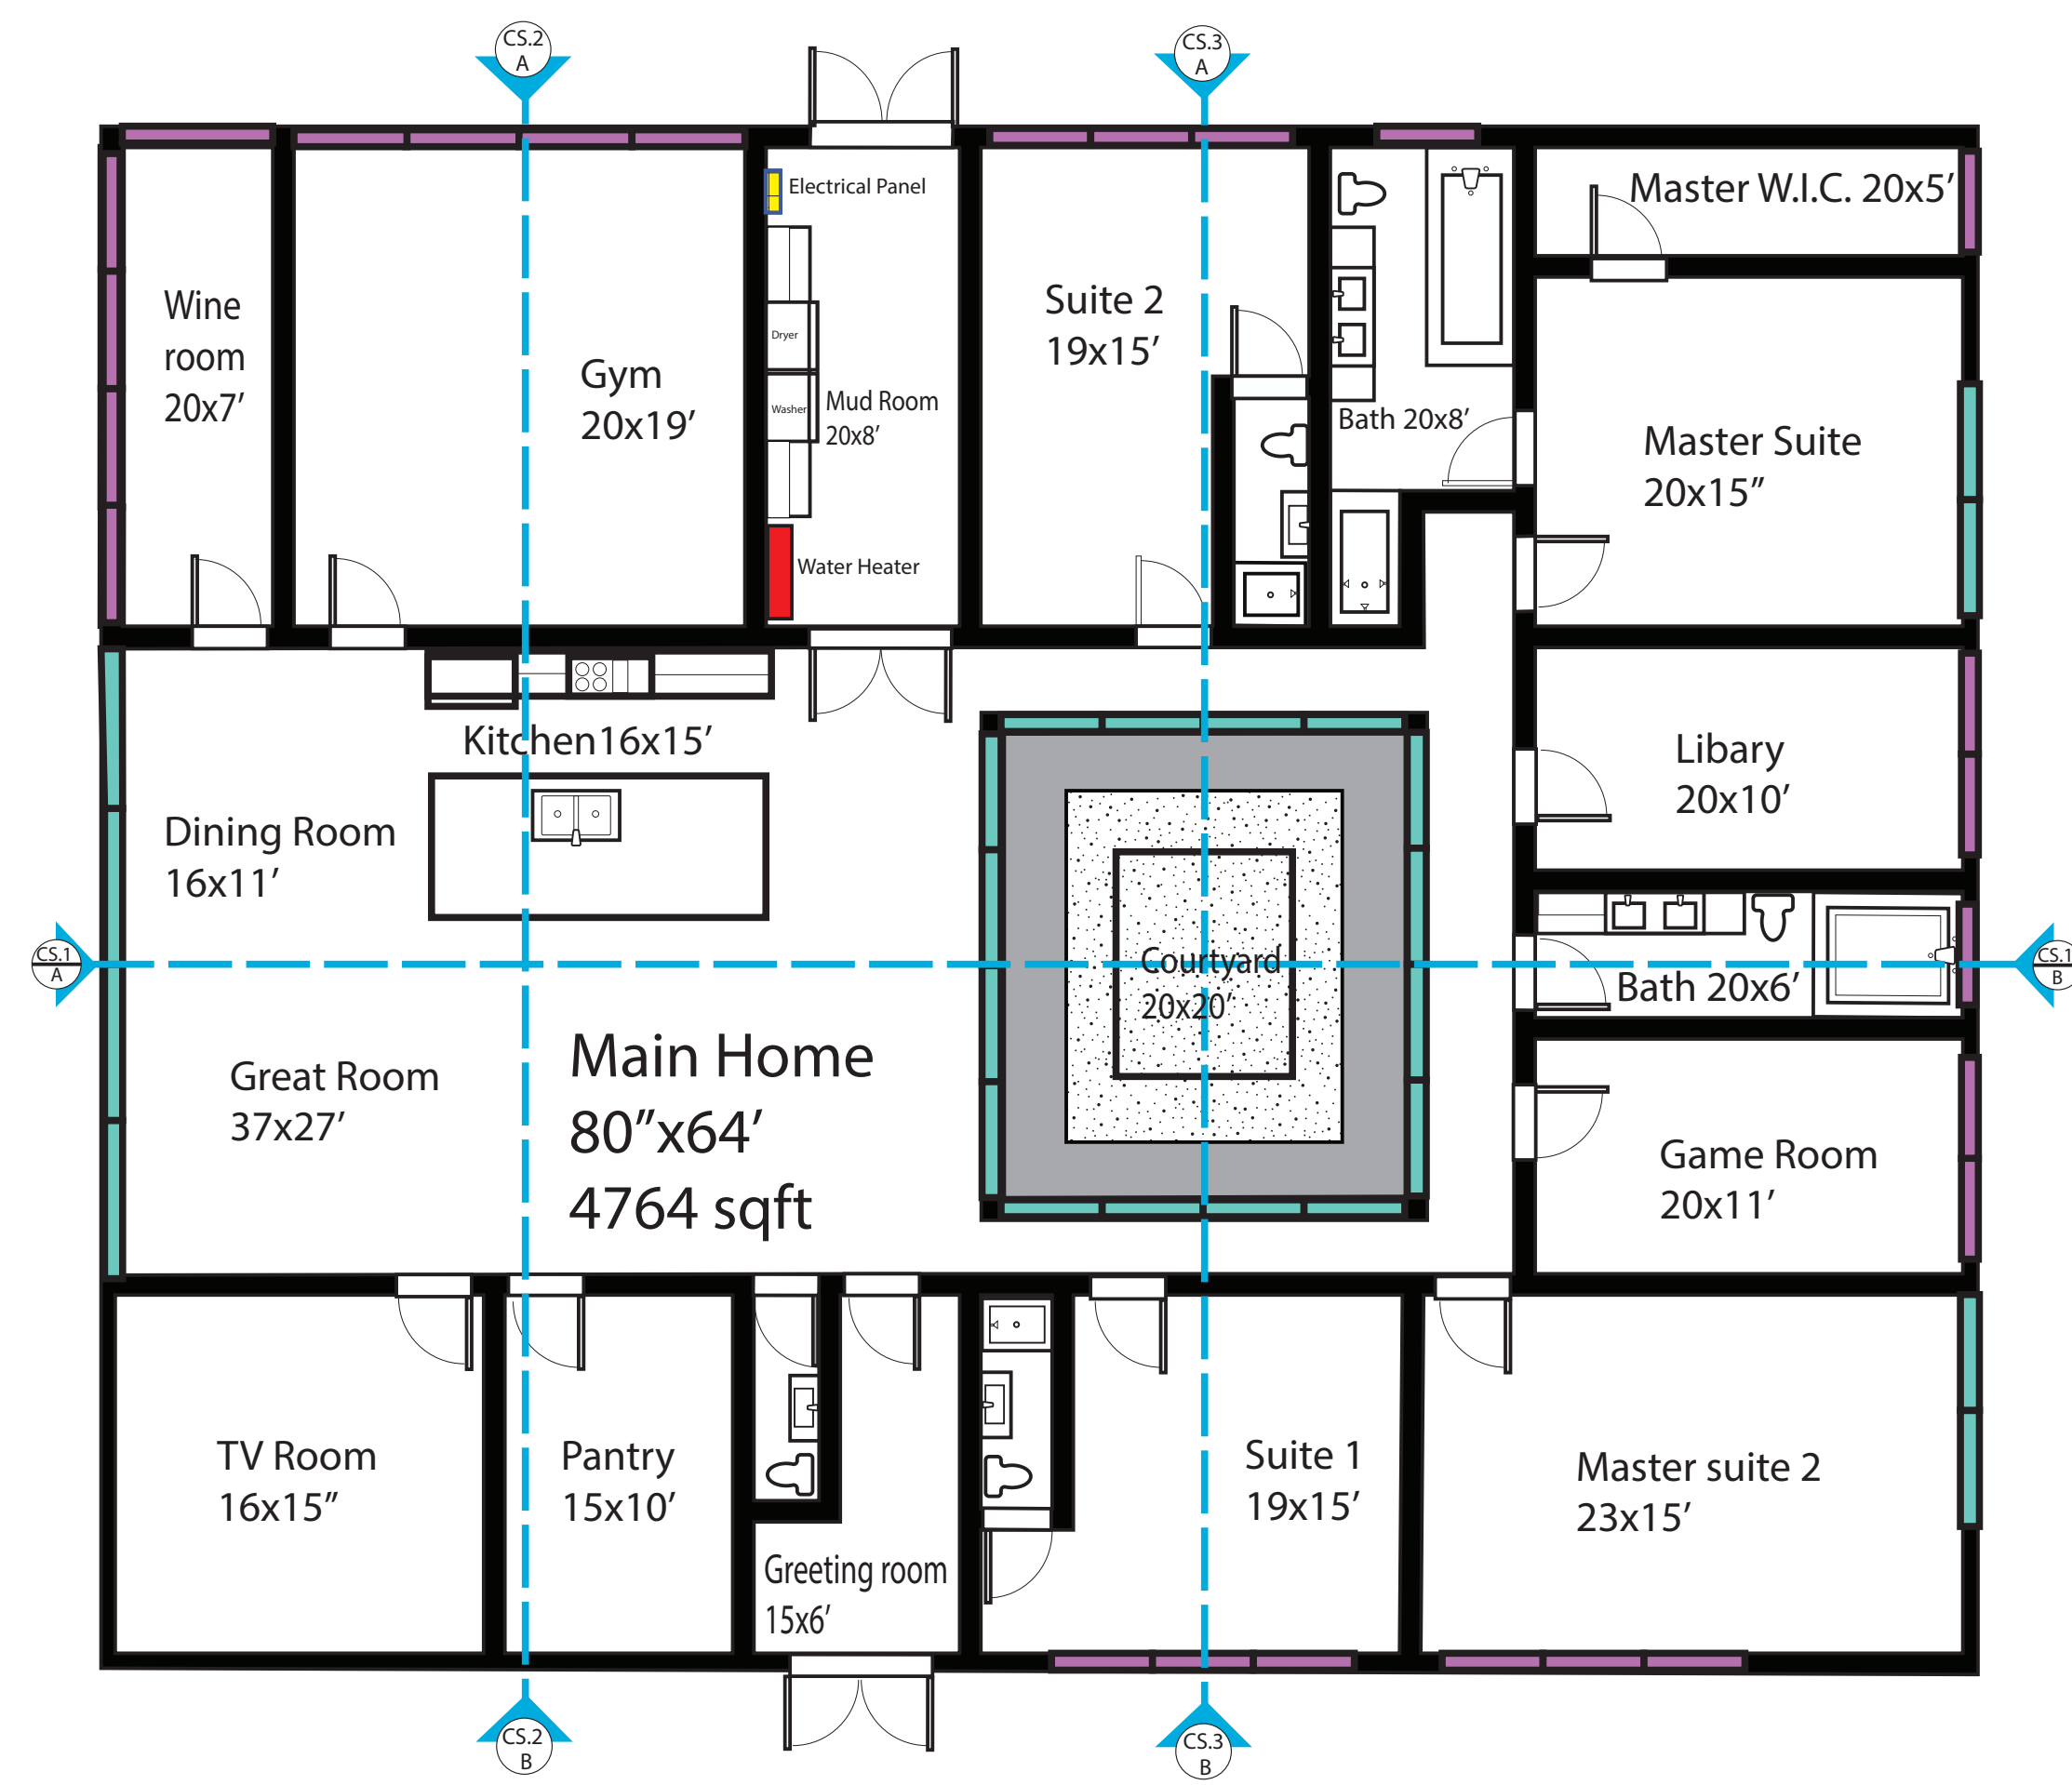 CS.2
A
CS.3
A
Electrical Panel
Master W.I.C. 20x5’
Wine
room
20x7’
Gym
20x19’
Dryer
Washer
Mud Room
20x8’
Water Heater
Suite 2
19x15’
Bath 20x8’
Master Suite
20x15”
Kitchen16x15’
Dining Room
16x11’
Libary
20x10’
CS.1
A
Courtyard
20x20’
Bath 20x6’
CS.1
B
Great Room
37x27’
Main Home
80”x64’
4764 sqft
Game Room
20x11’
TV Room
16x15”
Pantry
15x10’
Greeting room
15x6’
Suite 1
19x15’
Master suite 2
23x15’
CS.2
B
CS.3
B